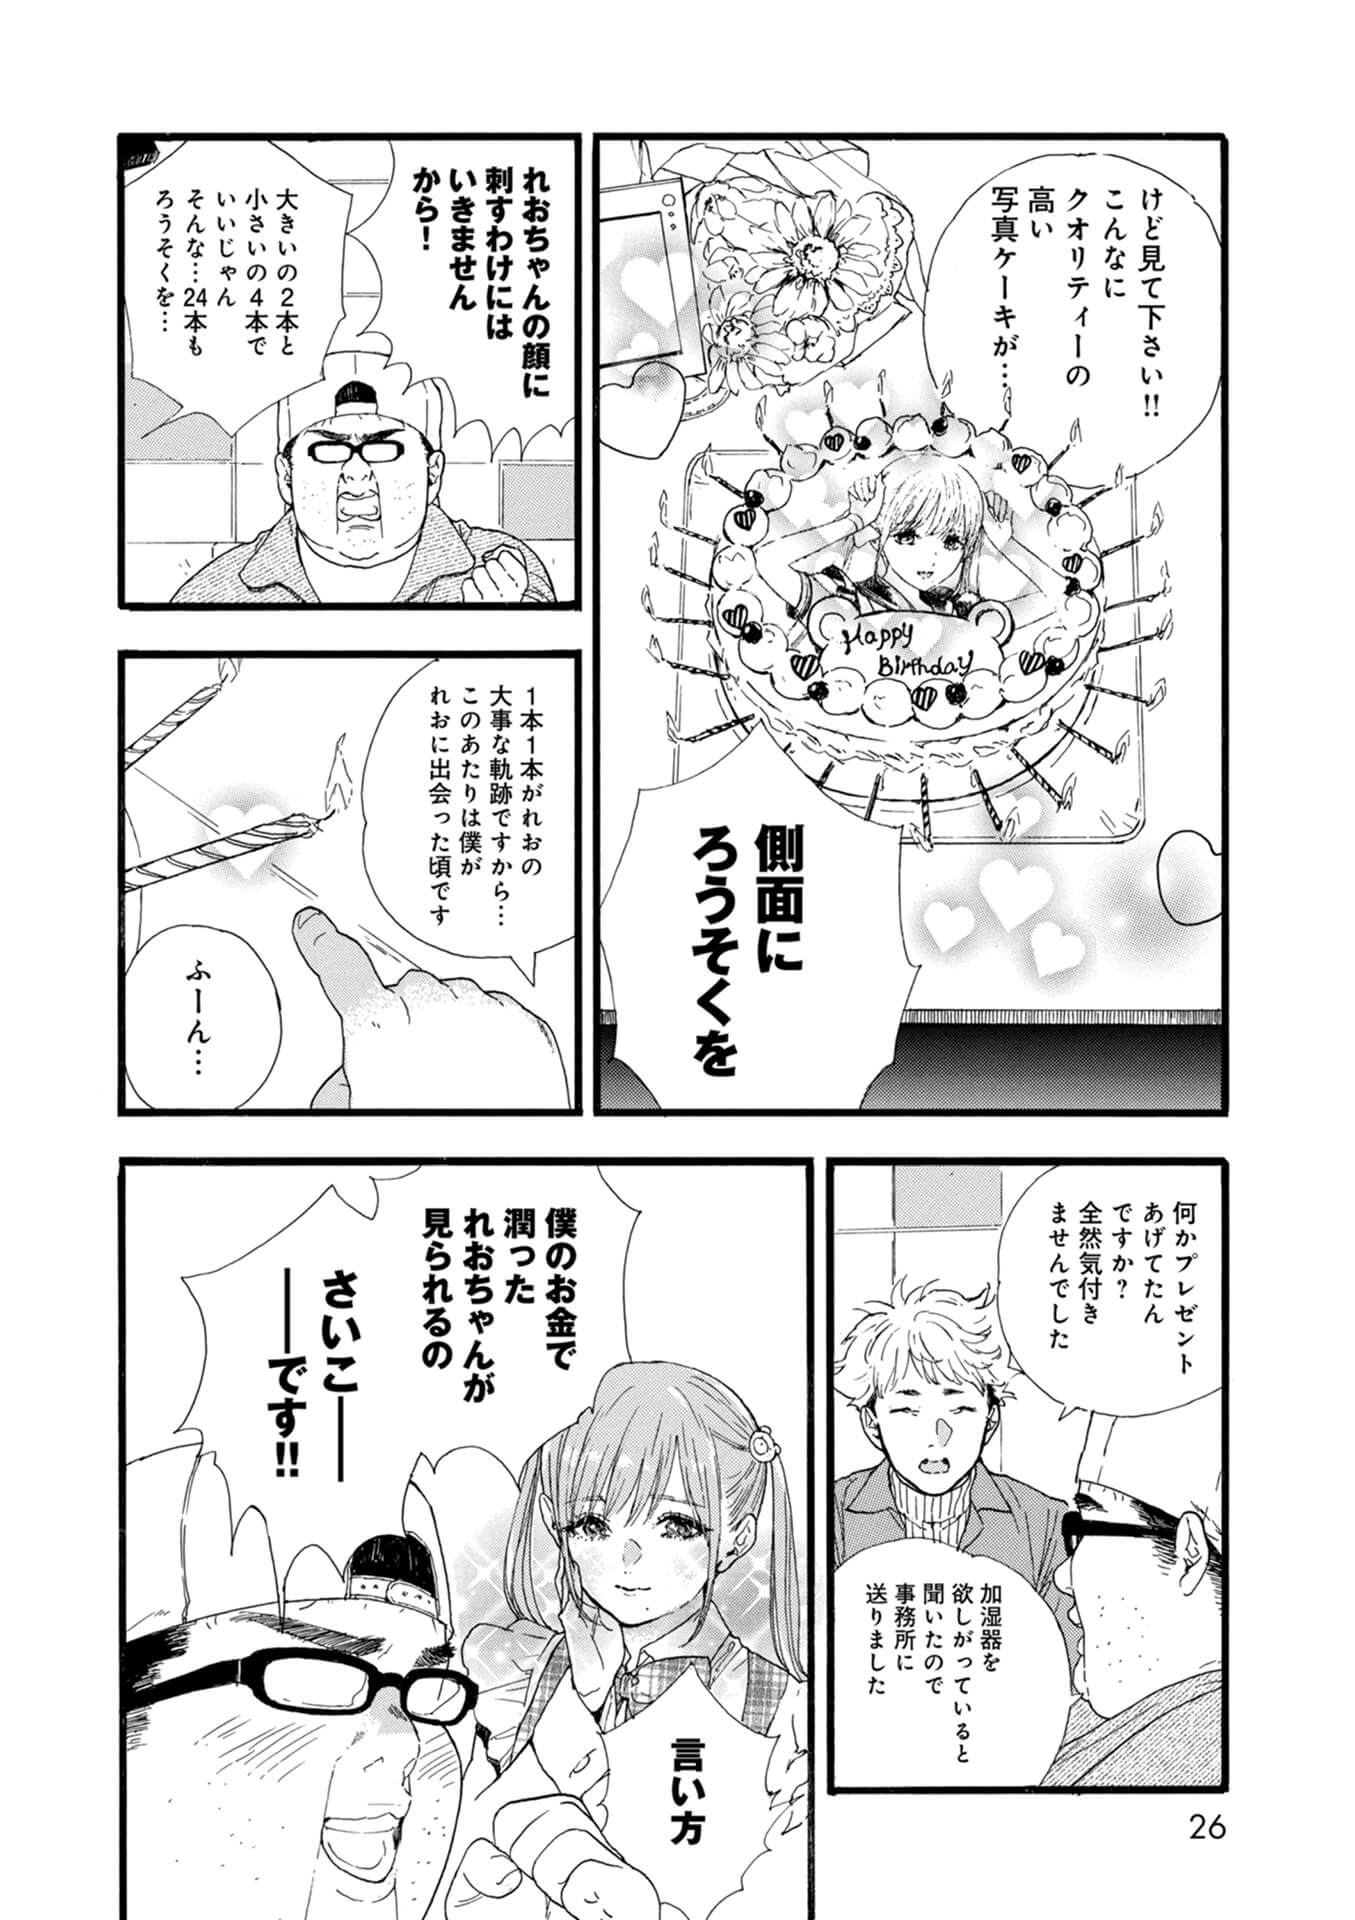 けど見て下さい!!
こんなに
クオリティーの
高い
写真ケーキが…
Happy
Birthday
側面に
ろうそくを
れおちゃんの顔に
刺すわけには
いきません
から!
大きいの2本と
小さいの4本で
いいじゃん
そんな…24本も
ろうそくを…
1本1本がれおの
大事な軌跡ですから…
このあたりは僕が
れおに出会った頃です
ふーん…
何かプレゼント
あげてたん
ですか?
全然気付き
ませんでした
加湿器を
欲しがっていると
聞いたので
事務所に
送りました
僕のお金で
潤った
れおちゃんが
見られるの
さいこ──
──です!!
言い方
26